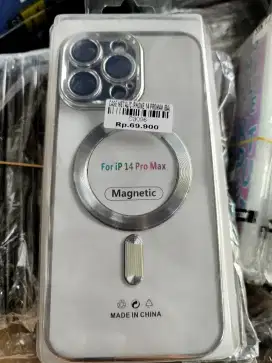 Rp.69.900
For iP 14 Pro Max
Magnetic
MADE IN CHINA